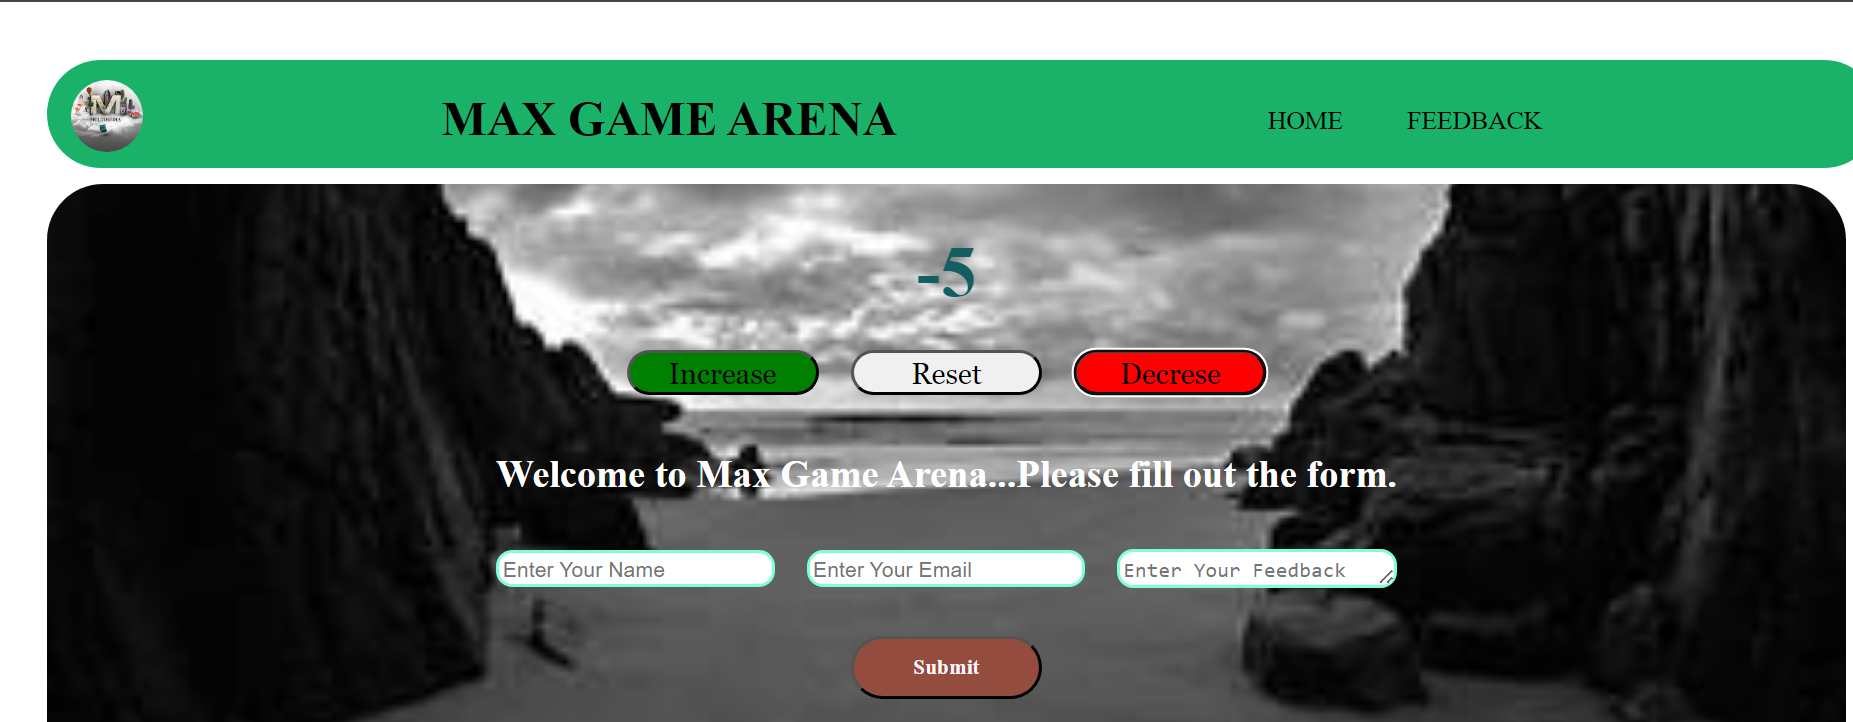 M
MULTIMEDIA
MAX GAME ARENA
HOME FEEDBACK
-5
Increase Reset Decrese
Welcome to Max Game Arena...Please fill out the form.
Enter Your Name Enter Your Email Enter Your Feedback
Submit